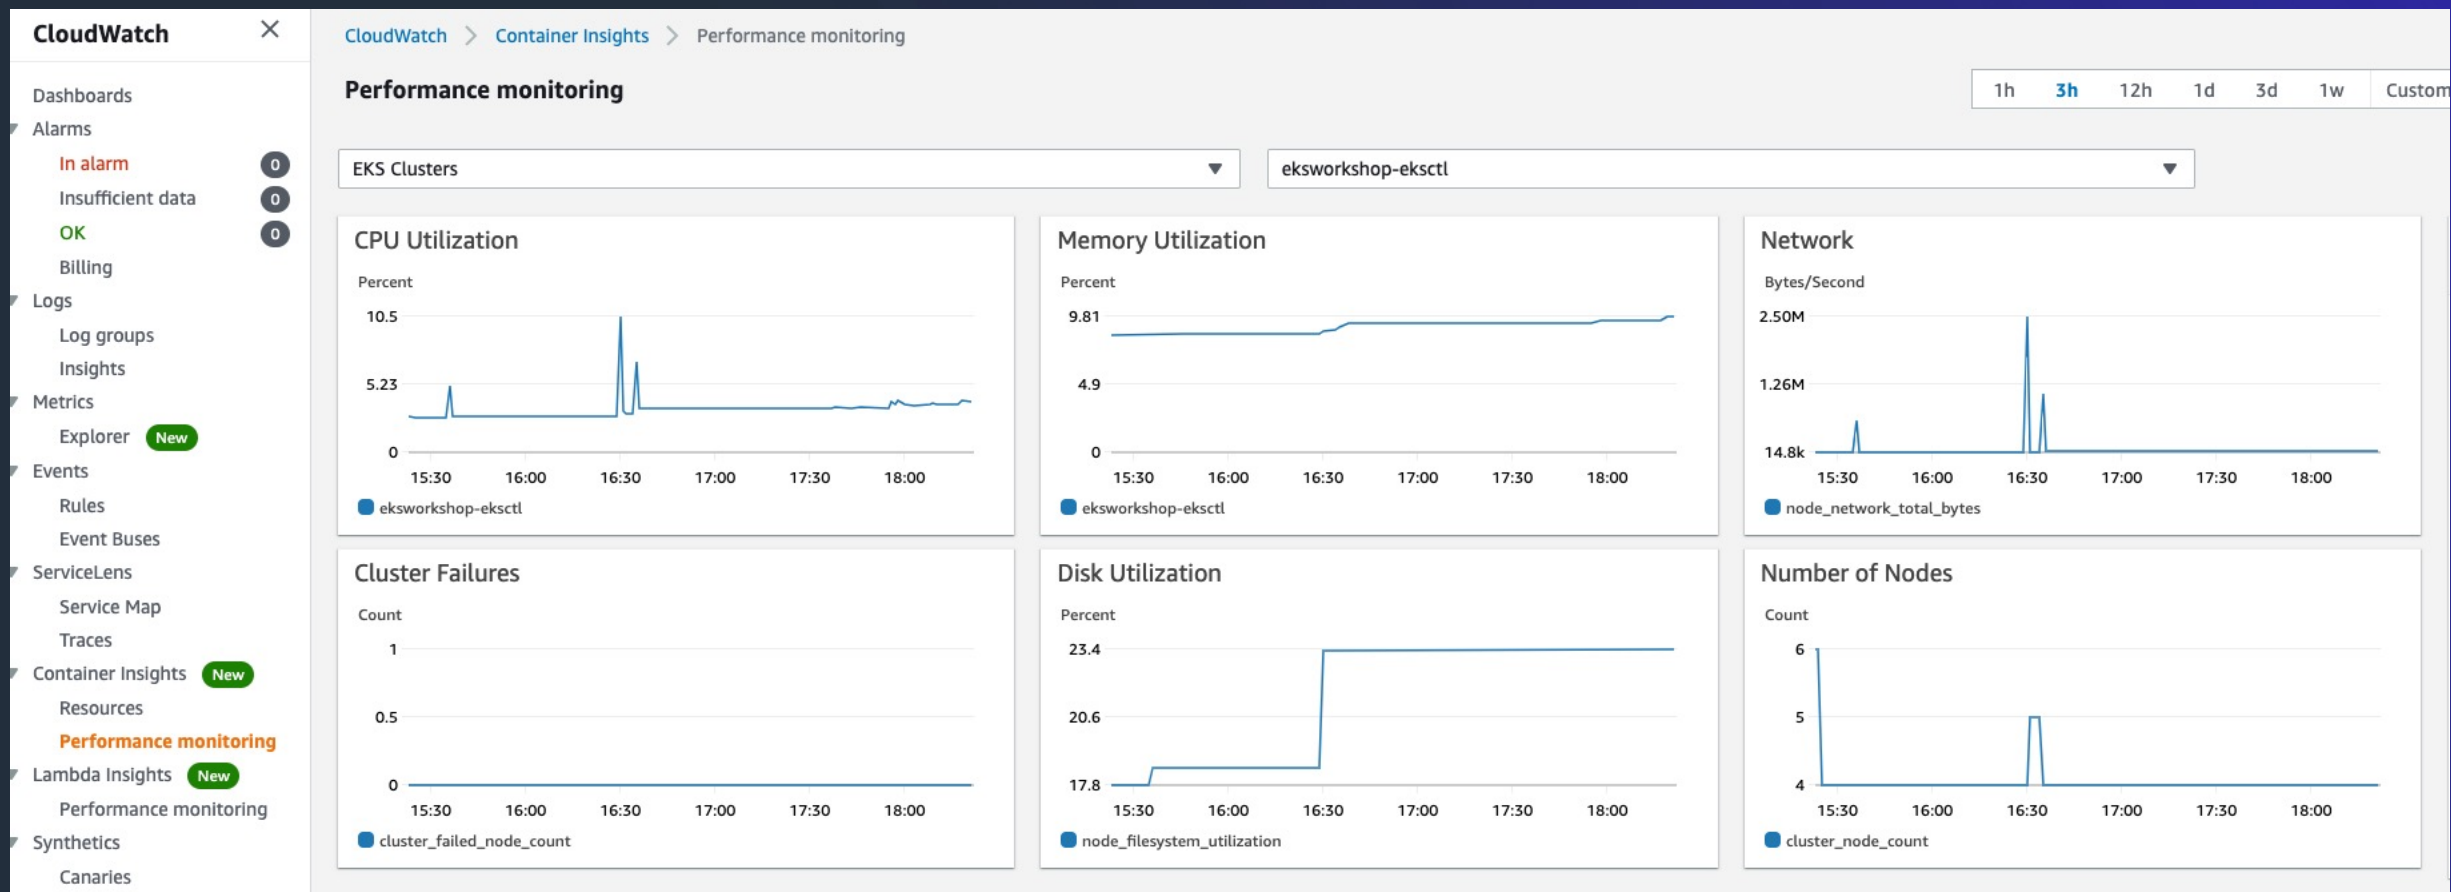 CloudWatch
Dashboards
Alarms
In alarm 0
Insufficient data 0
OK 0
Billing
Logs
Log groups
Insights
Metrics
Explorer New
Events
Rules
Event Buses
ServiceLens
Service Map
Traces
Container Insights New
Resources
Performance monitoring
Lambda Insights New
Performance monitoring
Synthetics
Canaries
CloudWatch Container Insights Performance monitoring
Performance monitoring
1h 3h 12h 1d 3d 1w Custom
EKS Clusters
eksworkshop-eksctl
CPU Utilization
Percent
10.5
5.23
0
15:30 16:00 16:30 17:00 17:30 18:00
eksworkshop-eksctl
Memory Utilization
Percent
9.81
4.9
0
15:30 16:00 16:30 17:00 17:30 18:00
eksworkshop-eksctl
Network
Bytes/Second
2.50M
1.26M
14.8k
15:30 16:00 16:30 17:00 17:30 18:00
node_network_total_bytes
Cluster Failures
Count
1
0.5
0
15:30 16:00 16:30 17:00 17:30 18:00
cluster_failed_node_count
Disk Utilization
Percent
23.4
20.6
17.8
15:30 16:00 16:30 17:00 17:30 18:00
node_filesystem_utilization
Number of Nodes
Count
6
5
4
15:30 16:00 16:30 17:00 17:30 18:00
cluster_node_count